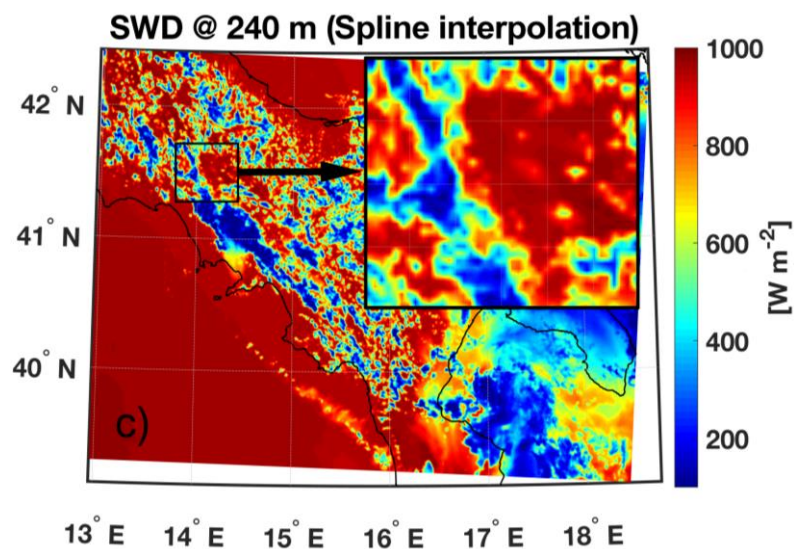 SWD @ 240 m (Spline interpolation)
42° N
41° N
40° N
c)
13° E
14° E
15° E
16° E
17° E
18° E
1000
800
600
400
200
[W m-2]